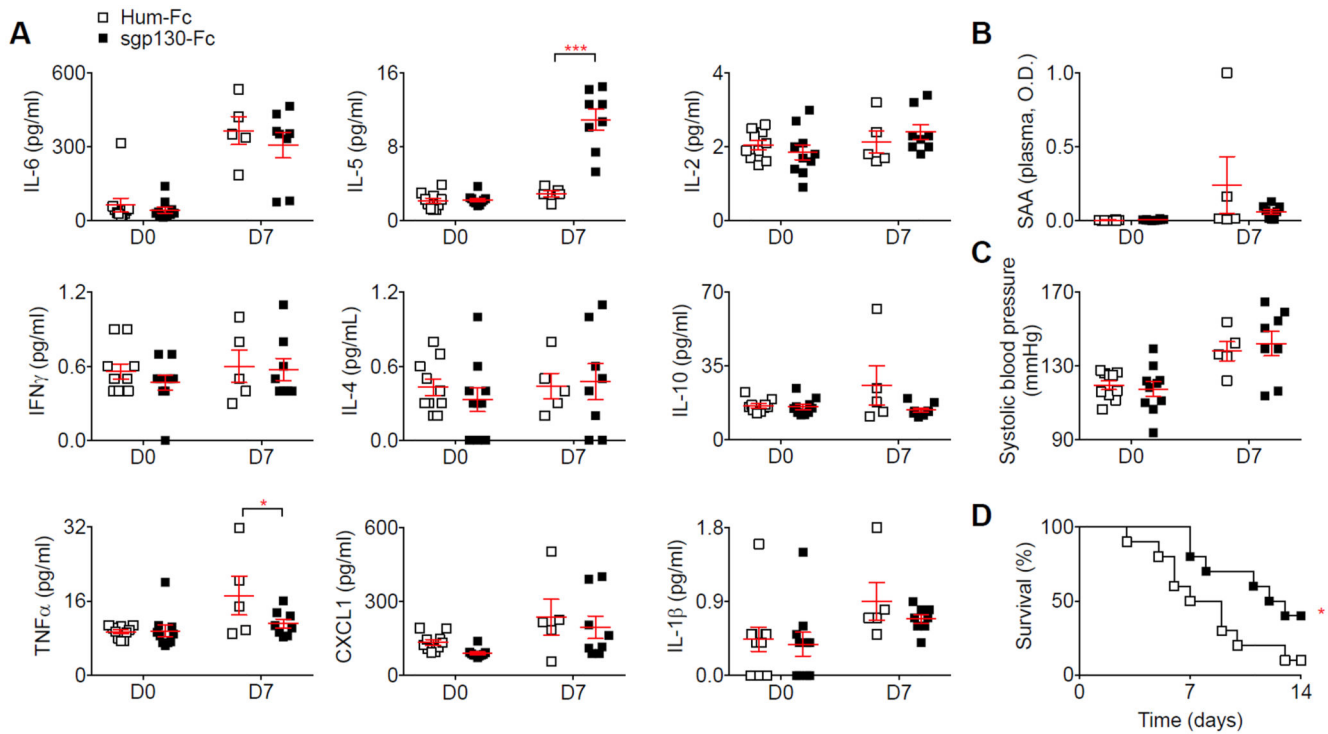 A
Hum-Fc
sgp130-Fc
IL-6 (pg/ml)
600
300
0
D0
D7
IL-5 (pg/ml)
16
8
0
***
D0
D7
IL-2 (pg/ml)
4
2
0
D0
D7
B
SAA (plasma, O.D.)
1.0
0.5
0.0
D0
D7
IFNγ (pg/ml)
1.2
0.6
0.0
D0
D7
IL-4 (pg/mL)
1.2
0.6
0.0
D0
D7
IL-10 (pg/ml)
70
35
0
D0
D7
C
Systolic blood pressure
(mmHg)
170
130
90
D0
D7
TNFα (pg/ml)
32
16
0
*
D0
D7
CXCL1 (pg/ml)
600
300
0
D0
D7
IL-1β (pg/ml)
1.8
0.9
0.0
D0
D7
D
Survival (%)
100
50
0
*
0
7
14
Time (days)